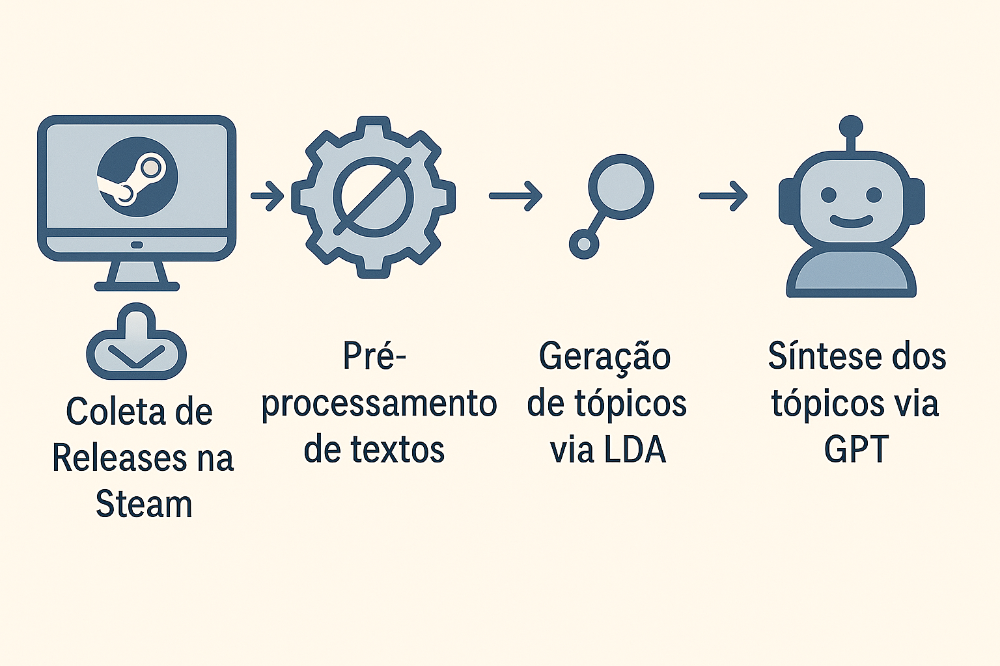 Coleta de
Releases na
Steam
Pré-
processamento
de textos
Geração
de tópicos
via LDA
Síntese dos
tópicos via
GPT